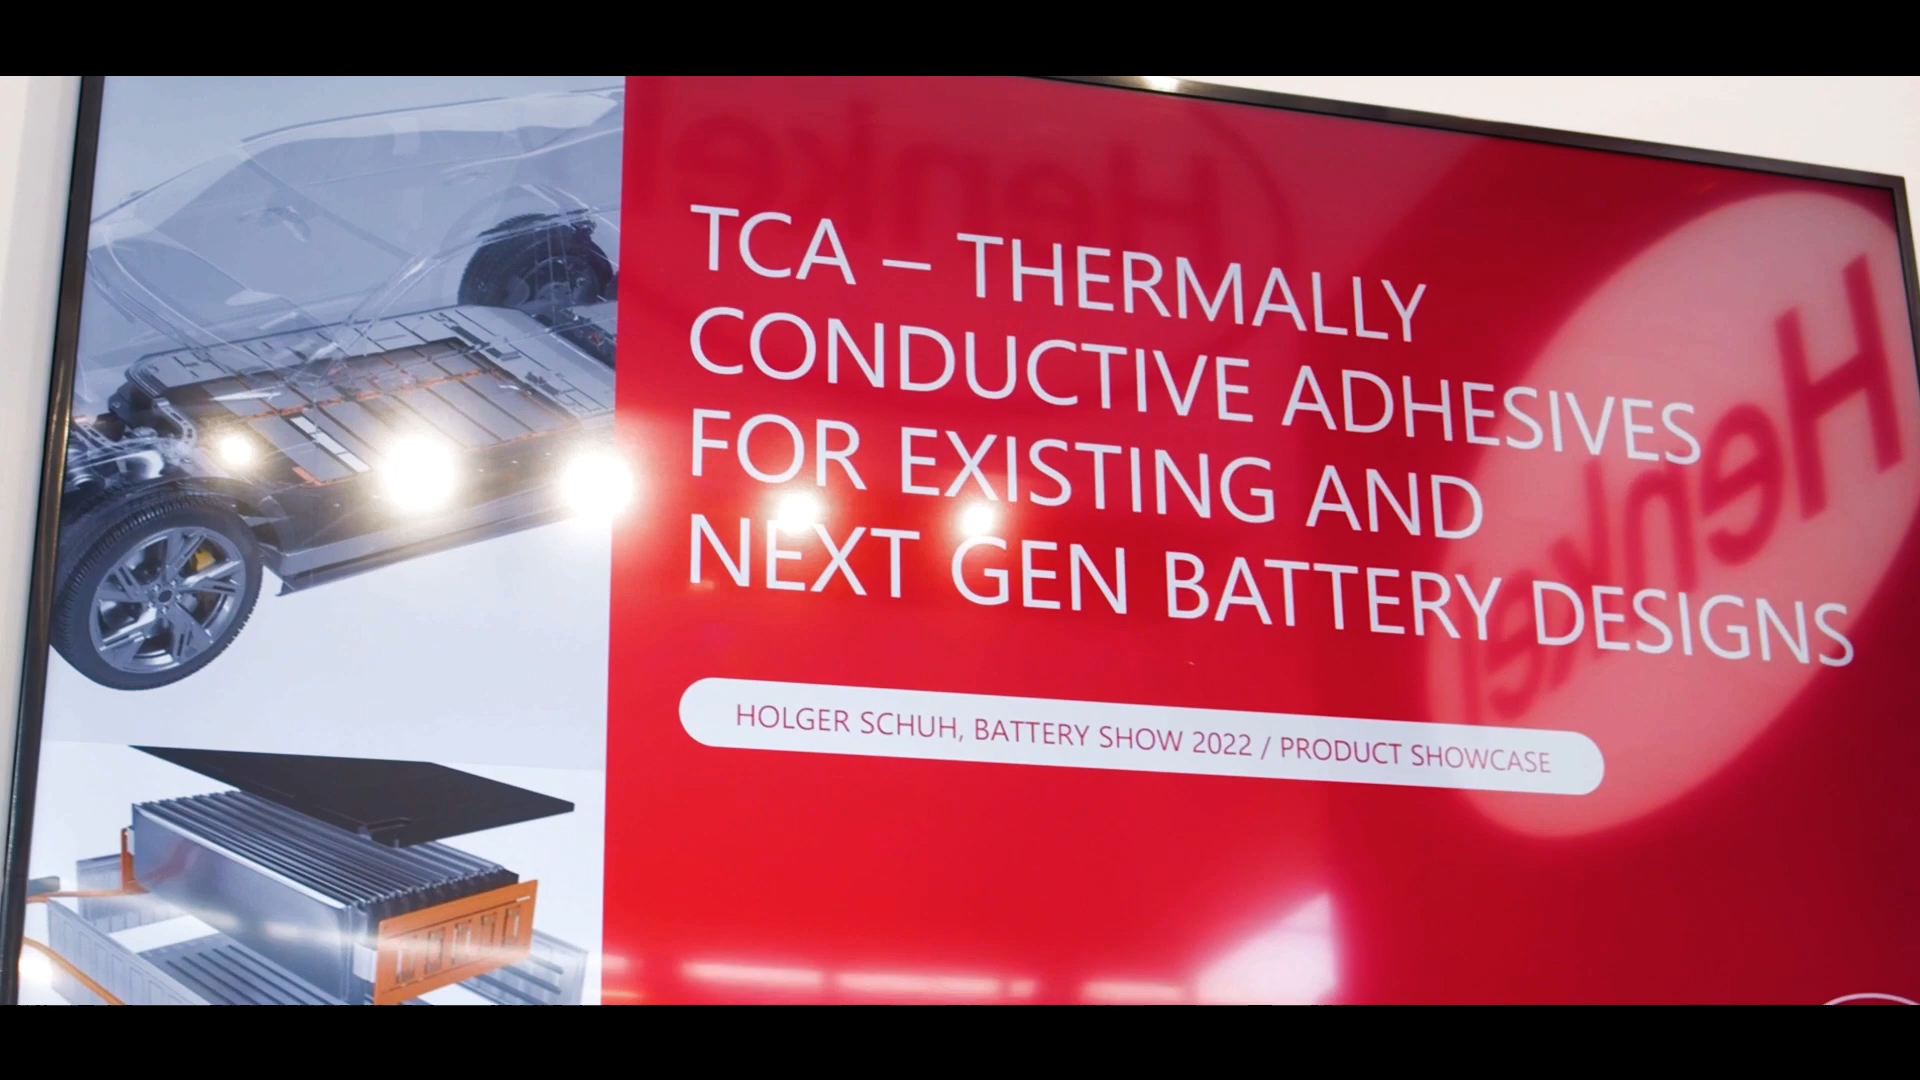 Henkel
TCA – THERMALLY
CONDUCTIVE ADHESIVES
FOR EXISTING AND
NEXT GEN BATTERY DESIGNS
Henkel
HOLGER SCHUH, BATTERY SHOW 2022 / PRODUCT SHOWCASE